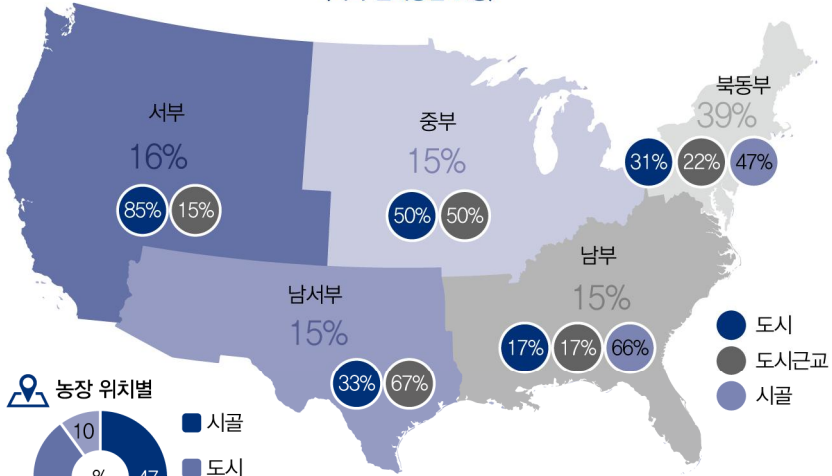 서부
16%
85% 15%
중부
15%
50% 50%
북동부
39%
31% 22% 47%
남서부
15%
33% 67%
남부
15%
17% 17% 66%
도시
도시근교
시골
농장 위치별
시골
도시
10
%
47